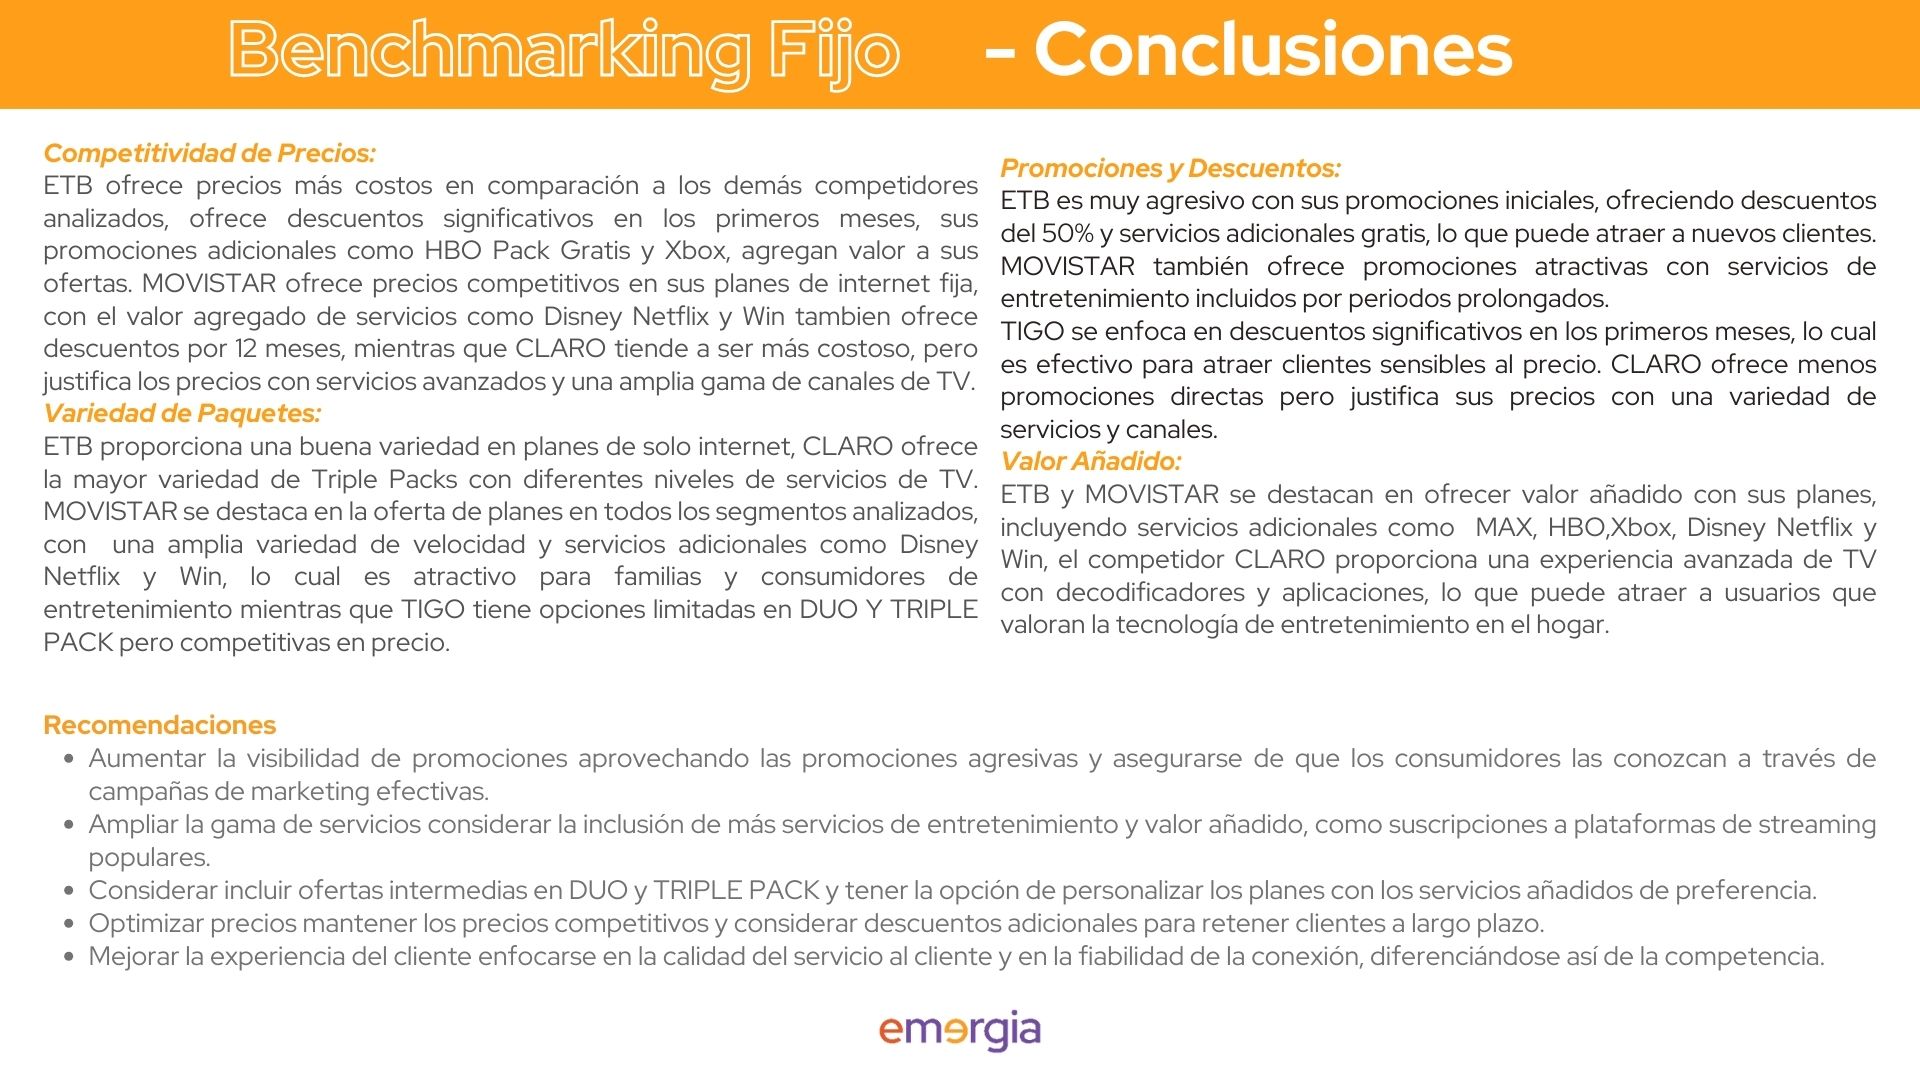 Benchmarking Fijo - Conclusiones
Competitividad de Precios:
ETB ofrece precios más costos en comparación a los demás competidores
analizados, ofrece descuentos significativos en los primeros meses, sus
promociones adicionales como HBO Pack Gratis y Xbox, agregan valor a sus
ofertas. MOVISTAR ofrece precios competitivos en sus planes de internet fija,
con el valor agregado de servicios como Disney Netflix y Win tambien ofrece
descuentos por 12 meses, mientras que CLARO tiende a ser más costoso, pero
justifica los precios con servicios avanzados y una amplia gama de canales de TV.
Variedad de Paquetes:
ETB proporciona una buena variedad en planes de solo internet, CLARO ofrece
la mayor variedad de Triple Packs con diferentes niveles de servicios de TV.
MOVISTAR se destaca en la oferta de planes en todos los segmentos analizados,
con una amplia variedad de velocidad y servicios adicionales como Disney
Netflix y Win, lo cual es atractivo para familias y consumidores de
entretenimiento mientras que TIGO tiene opciones limitadas en DUO Y TRIPLE
PACK pero competitivas en precio.
Promociones y Descuentos:
ETB es muy agresivo con sus promociones iniciales, ofreciendo descuentos
del 50% y servicios adicionales gratis, lo que puede atraer a nuevos clientes.
MOVISTAR también ofrece promociones atractivas con servicios de
entretenimiento incluidos por periodos prolongados.
TIGO se enfoca en descuentos significativos en los primeros meses, lo cual
es efectivo para atraer clientes sensibles al precio. CLARO ofrece menos
promociones directas pero justifica sus precios con una variedad de
servicios y canales.
Valor Añadido:
ETB y MOVISTAR se destacan en ofrecer valor añadido con sus planes,
incluyendo servicios adicionales como MAX, HBO,Xbox, Disney Netflix y
Win, el competidor CLARO proporciona una experiencia avanzada de TV
con decodificadores y aplicaciones, lo que puede atraer a usuarios que
valoran la tecnología de entretenimiento en el hogar.
Recomendaciones
• Aumentar la visibilidad de promociones aprovechando las promociones agresivas y asegurarse de que los consumidores las conozcan a través de
campañas de marketing efectivas.
• Ampliar la gama de servicios considerar la inclusión de más servicios de entretenimiento y valor añadido, como suscripciones a plataformas de streaming
populares.
• Considerar incluir ofertas intermedias en DUO y TRIPLE PACK y tener la opción de personalizar los planes con los servicios añadidos de preferencia.
• Optimizar precios mantener los precios competitivos y considerar descuentos adicionales para retener clientes a largo plazo.
• Mejorar la experiencia del cliente enfocarse en la calidad del servicio al cliente y en la fiabilidad de la conexión, diferenciándose así de la competencia.
emergia